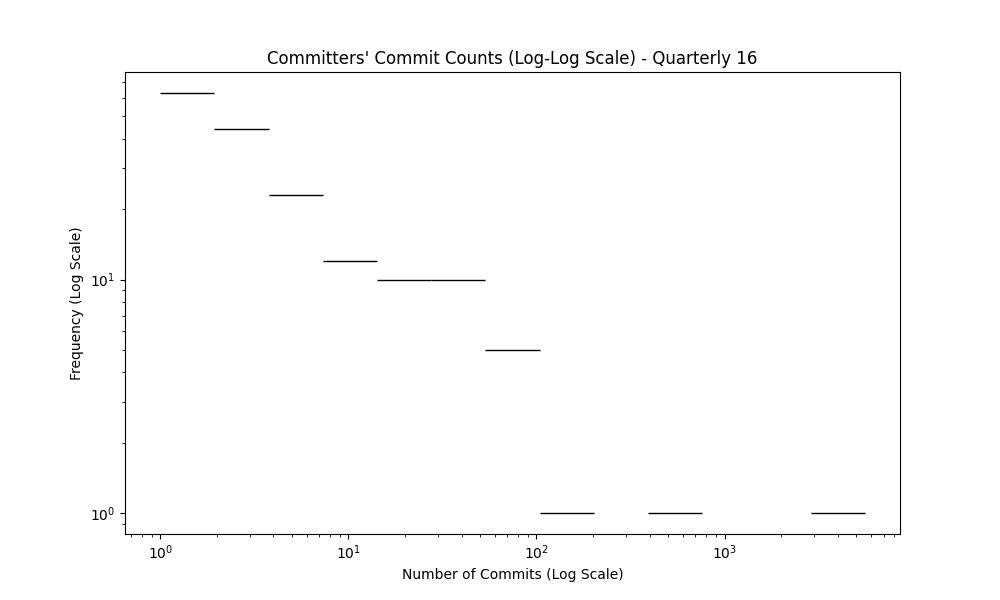 Committers' Commit Counts (Log-Log Scale) - Quarterly 16
Frequency (Log Scale)
10¹
10⁰
10⁰ 10¹ 10² 10³
Number of Commits (Log Scale)